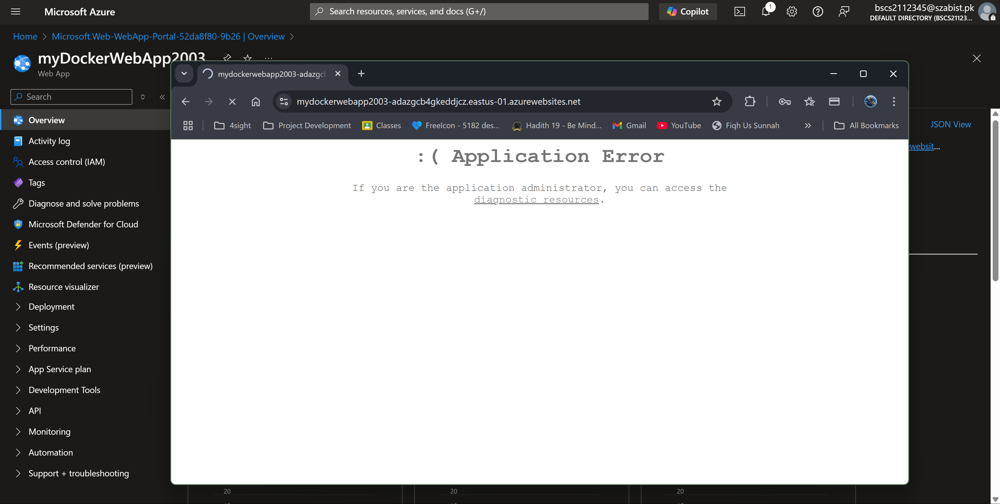 Microsoft Azure
Search resources, services, and docs (G+/)
Copilot
1
bscs2112345@szabist.pk
DEFAULT DIRECTORY (BSCS21123...
Home > Microsoft.Web-WebApp-Portal-52da8f80-9b26 | Overview >
myDockerWebApp2003
...
Web App
Search
Overview
Activity log
Access control (IAM)
Tags
Diagnose and solve problems
Microsoft Defender for Cloud
Events (preview)
Recommended services (preview)
Resource visualizer
Deployment
Settings
Performance
App Service plan
Development Tools
API
Monitoring
Automation
Support + troubleshooting
mydockerwebapp2003-adazgcb
mydockerwebapp2003-adazgcb4gkeddjcz.eastus-01.azurewebsites.net
4sight
Project Development
Classes
FreeIcon - 5182 des...
Hadith 19 - Be Mind...
Gmail
YouTube
Fiqh Us Sunnah
All Bookmarks
:( Application Error
If you are the application administrator, you can access the
diagnostic resources.
JSON View
ewebsit...
20
20
20